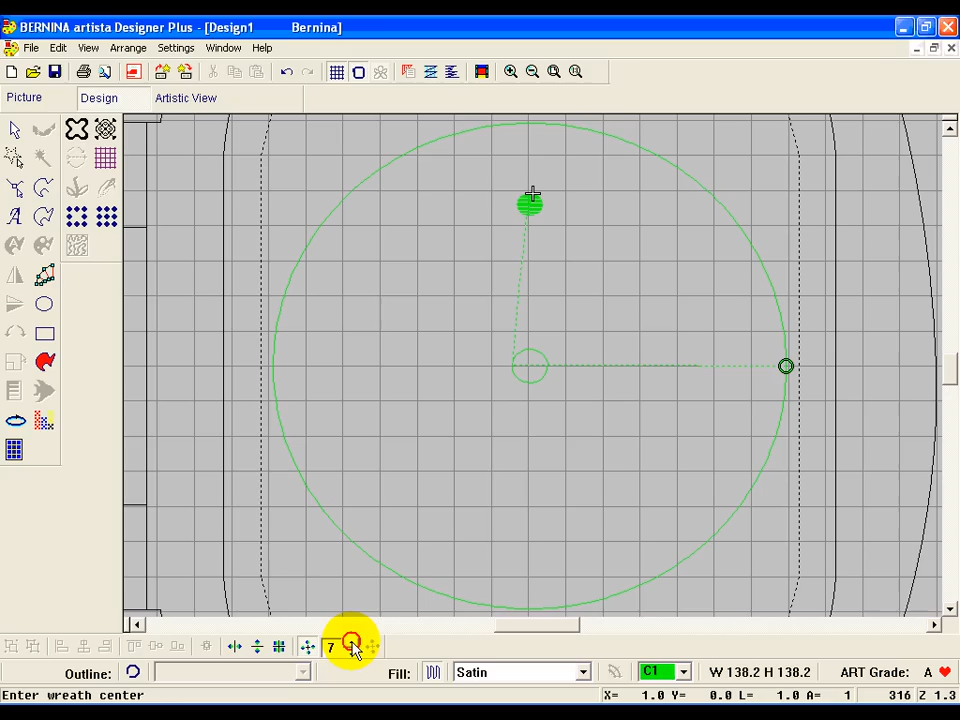 BERNINA artista Designer Plus - [Design1 Bernina]
File Edit View Arrange Settings Window Help
Picture Design Artistic View
A
7
Outline: Fill: Satin C1 W 138.2 H 138.2 ART Grade: A
Enter wreath center X= 1.0 Y= 0.0 L= 1.0 A= 1 316 Z 1.3